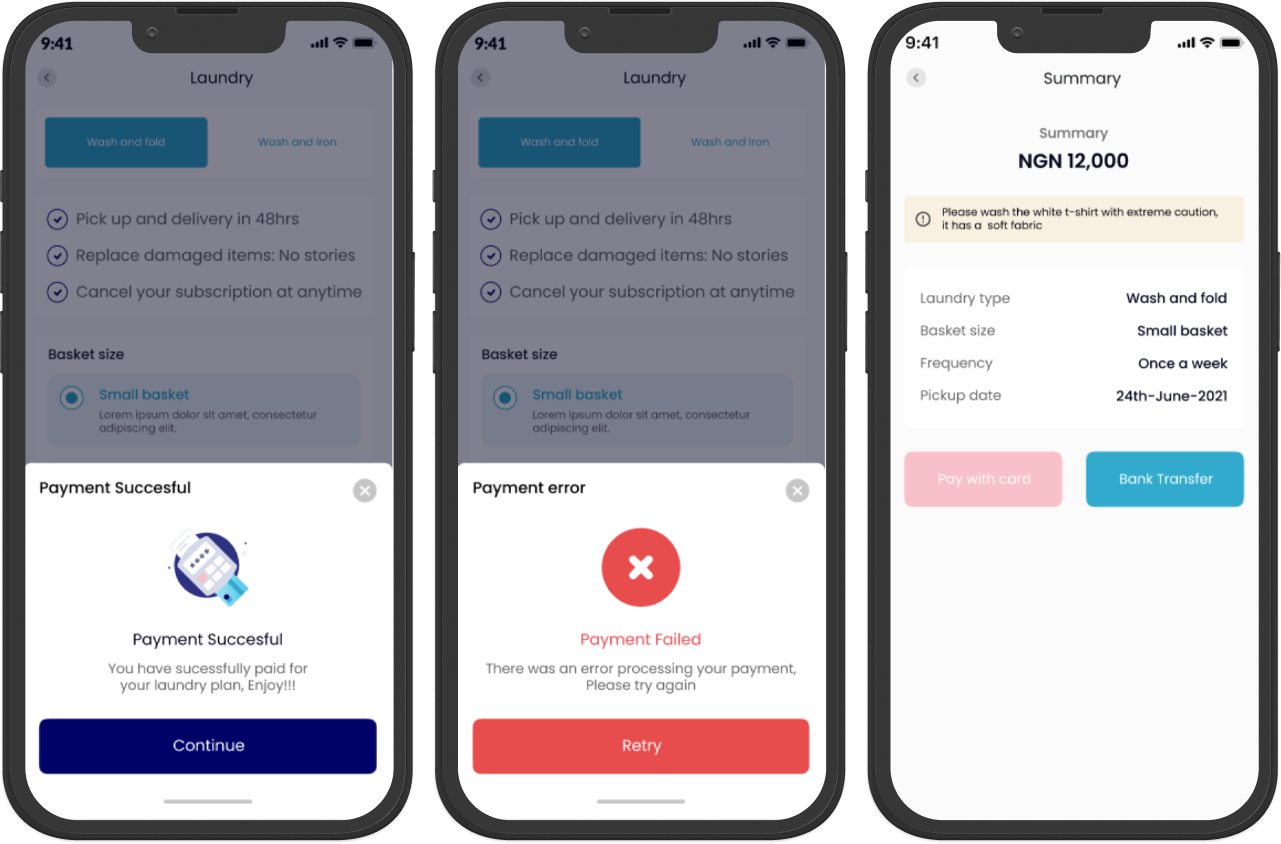 9:41
Laundry
Wash and fold
Wash and iron
Pick up and delivery in 48hrs
Replace damaged items: No stories
Cancel your subscription at anytime
Basket size
Small basket
Lorem ipsum dolor sit amet, consectetur
adipiscing elit.
Payment Succesful
Payment Succesful
You have sucessfully paid for
your laundry plan, Enjoy!!!
Continue
9:41
Laundry
Wash and fold
Wash and iron
Pick up and delivery in 48hrs
Replace damaged items: No stories
Cancel your subscription at anytime
Basket size
Small basket
Lorem ipsum dolor sit amet, consectetur
adipiscing elit.
Payment error
Payment Failed
There was an error processing your payment,
Please try again
Retry
9:41
Summary
Summary
NGN 12,000
Please wash the white t-shirt with extreme caution,
it has a soft fabric
Laundry type Wash and fold
Basket size Small basket
Frequency Once a week
Pickup date 24th-June-2021
Pay with card
Bank Transfer